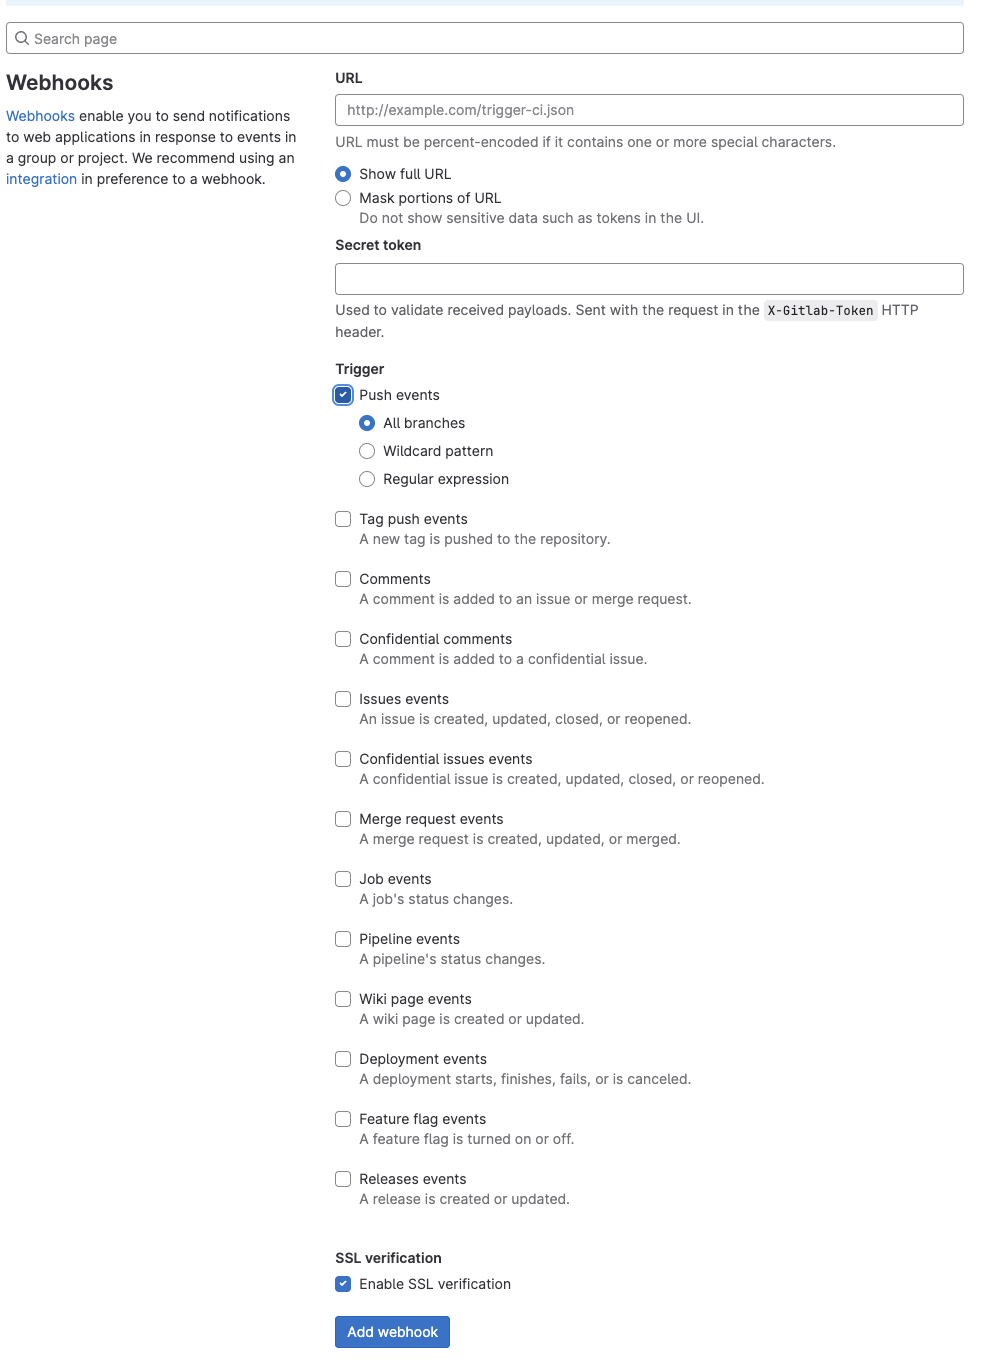 Search page
Webhooks
Webhooks enable you to send notifications
to web applications in response to events in
a group or project. We recommend using an
integration in preference to a webhook.
URL
http://example.com/trigger-ci.json
URL must be percent-encoded if it contains one or more special characters.
Show full URL
Mask portions of URL
Do not show sensitive data such as tokens in the UI.
Secret token
Used to validate received payloads. Sent with the request in the X-Gitlab-Token HTTP
header.
Trigger
Push events
All branches
Wildcard pattern
Regular expression
Tag push events
A new tag is pushed to the repository.
Comments
A comment is added to an issue or merge request.
Confidential comments
A comment is added to a confidential issue.
Issues events
An issue is created, updated, closed, or reopened.
Confidential issues events
A confidential issue is created, updated, closed, or reopened.
Merge request events
A merge request is created, updated, or merged.
Job events
A job's status changes.
Pipeline events
A pipeline's status changes.
Wiki page events
A wiki page is created or updated.
Deployment events
A deployment starts, finishes, fails, or is canceled.
Feature flag events
A feature flag is turned on or off.
Releases events
A release is created or updated.
SSL verification
Enable SSL verification
Add webhook